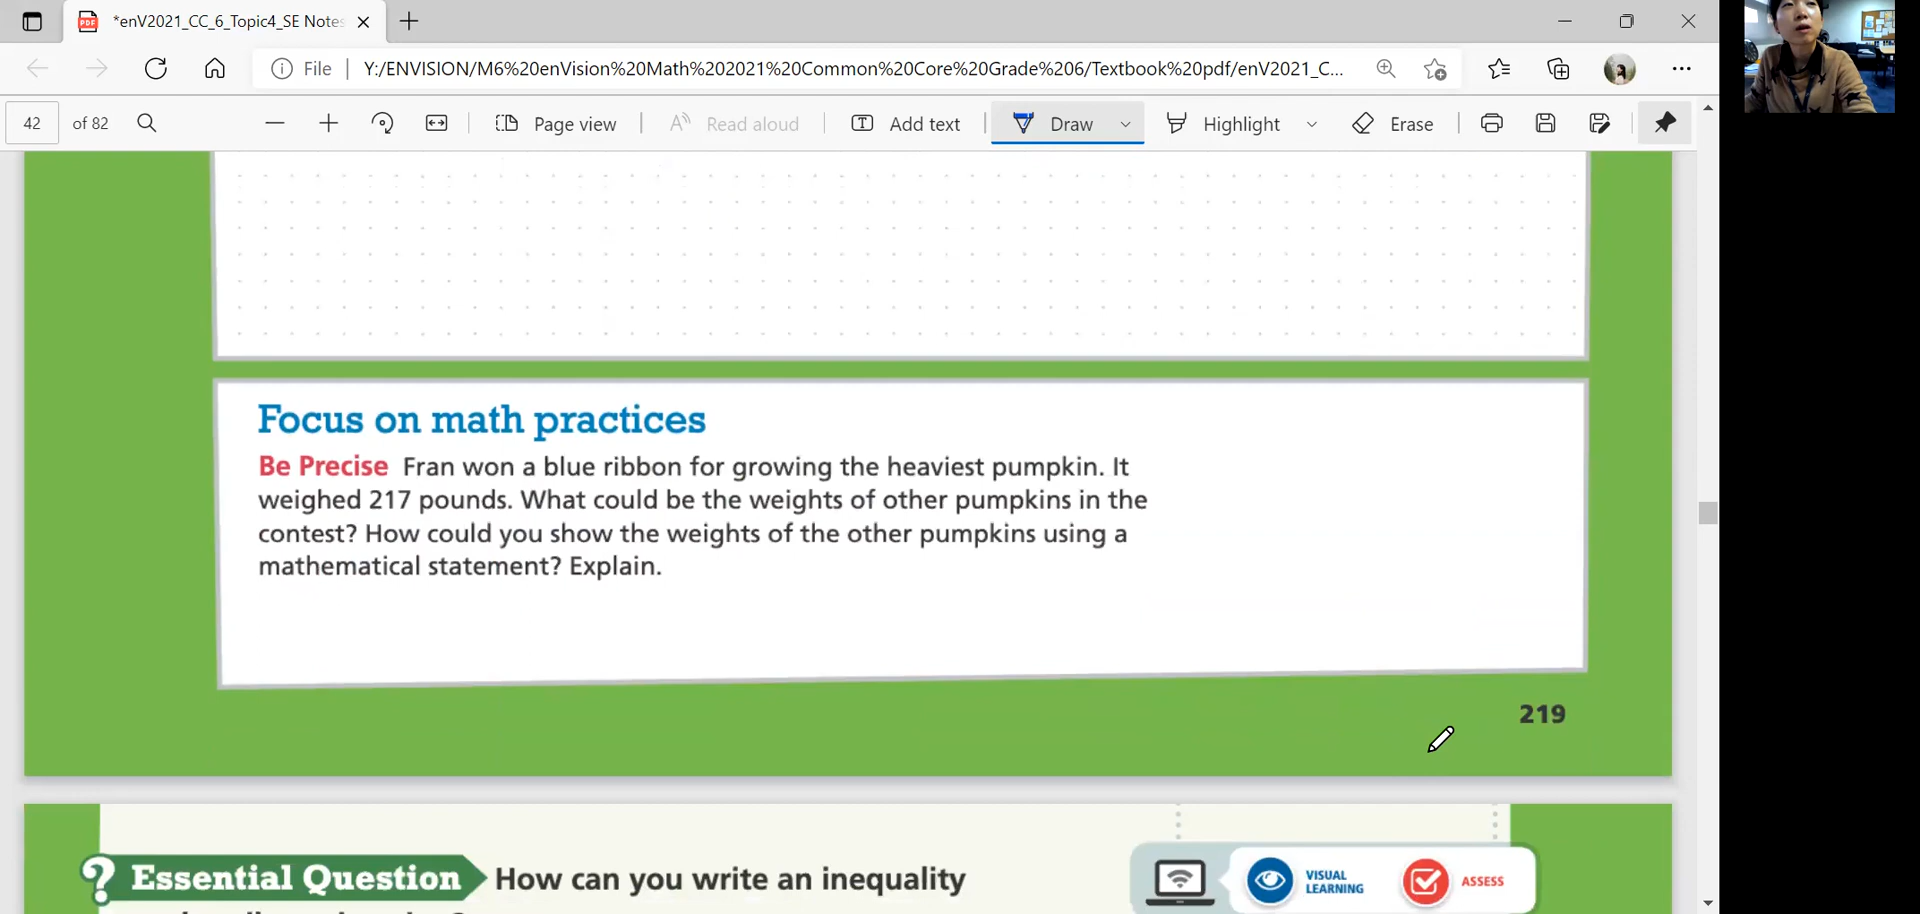 *enV2021_CC_6_Topic4_SE Notes
File
Y:/ENVISION/M6%20enVision%20Math%202021%20Common%20Core%20Grade%206/Textbook%20pdf/enV2021_C...
42 of 82
Page view
Read aloud
Add text
Draw
Highlight
Erase
Focus on math practices
Be Precise Fran won a blue ribbon for growing the heaviest pumpkin. It
weighed 217 pounds. What could be the weights of other pumpkins in the
contest? How could you show the weights of the other pumpkins using a
mathematical statement? Explain.
219
? Essential Question How can you write an inequality
VISUAL
LEARNING
ASSESS